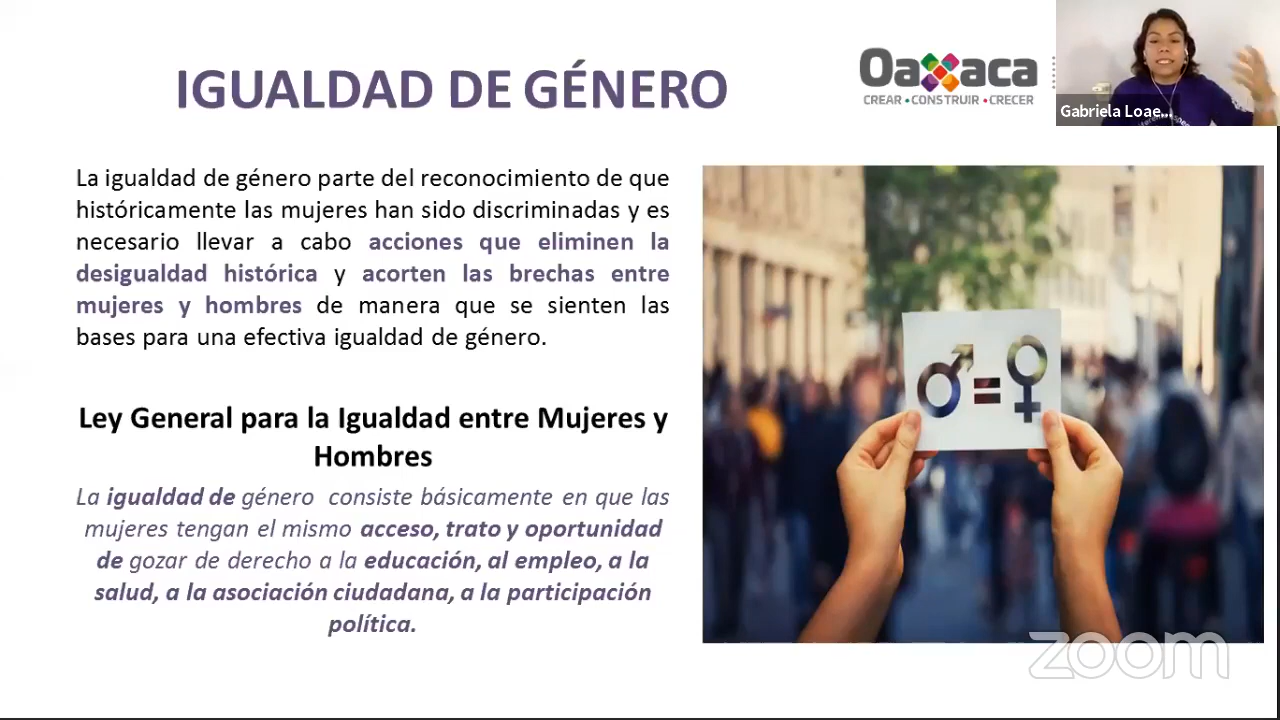 IGUALDAD DE GÉNERO
Oaxaca
CREAR • CONSTRUIR • CRECER
Gabriela Loae...
La igualdad de género parte del reconocimiento de que
históricamente las mujeres han sido discriminadas y es
necesario llevar a cabo acciones que eliminen la
desigualdad histórica y acorten las brechas entre
mujeres y hombres de manera que se sienten las
bases para una efectiva igualdad de género.
Ley General para la Igualdad entre Mujeres y
Hombres
La igualdad de género consiste básicamente en que las
mujeres tengan el mismo acceso, trato y oportunidad
de gozar de derecho a la educación, al empleo, a la
salud, a la asociación ciudadana, a la participación
política.
zoom